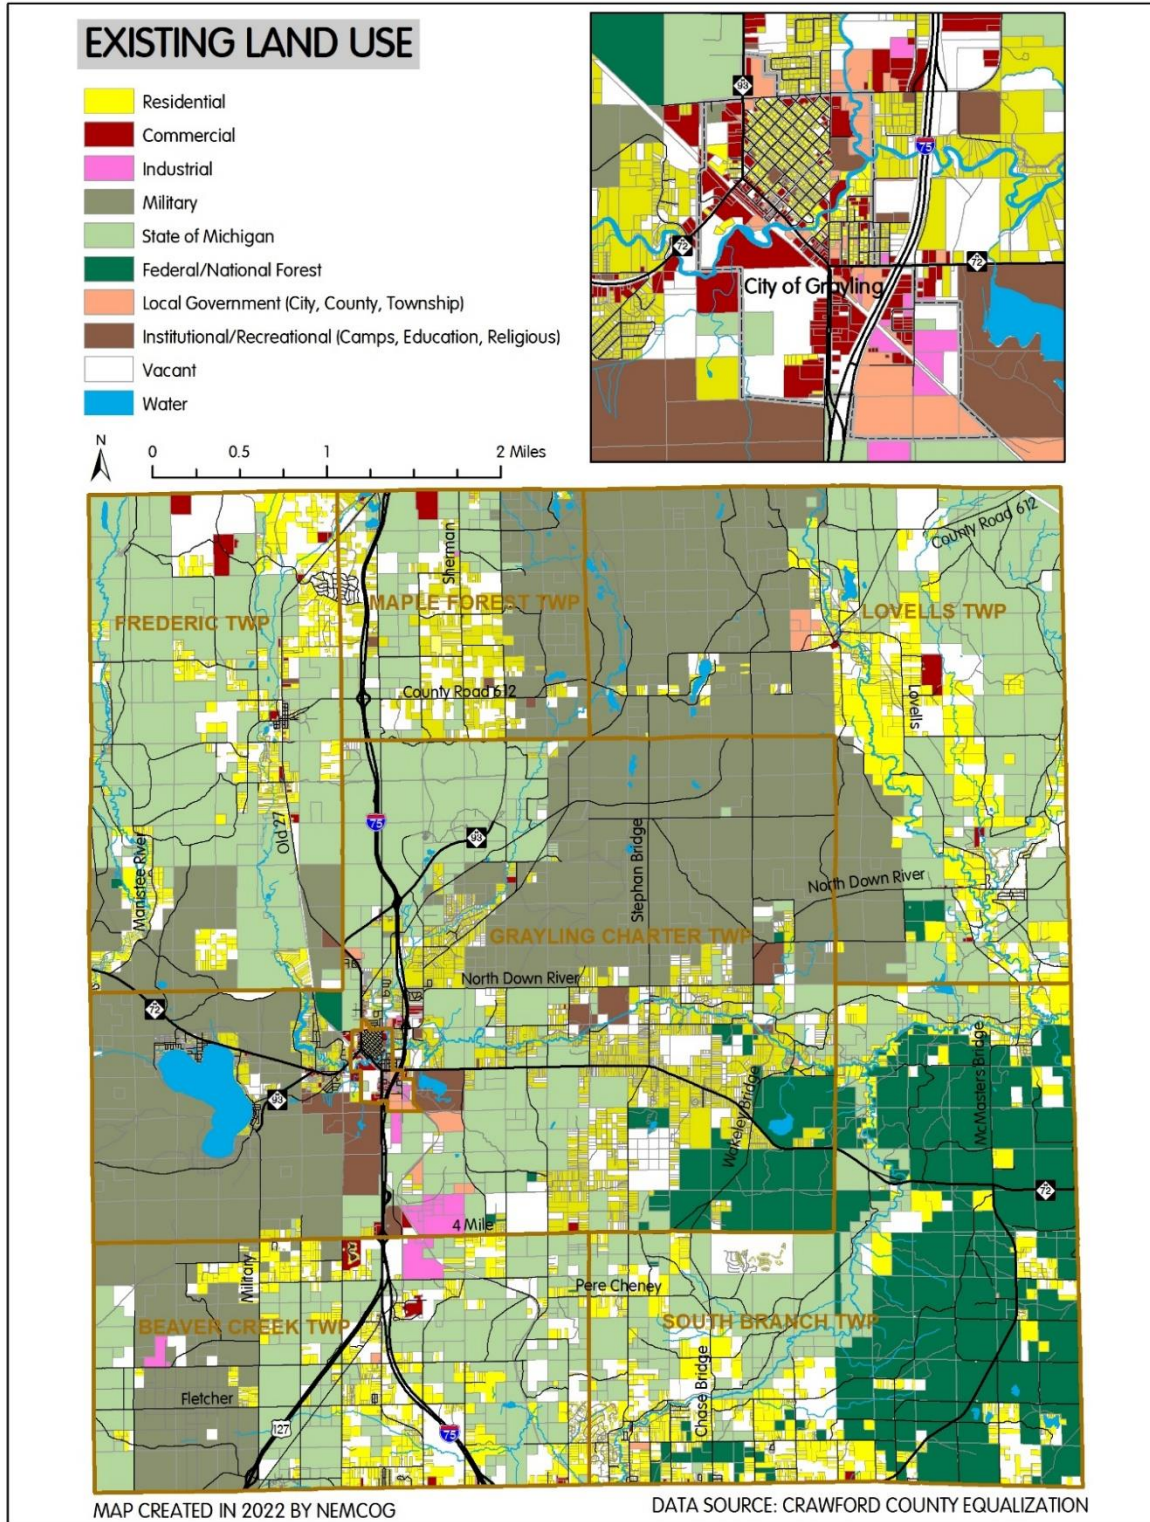 EXISTING LAND USE
Residential
Commercial
Industrial
Military
State of Michigan
Federal/National Forest
Local Government (City, County, Township)
Institutional/Recreational (Camps, Education, Religious)
Vacant
Water
N
0 0.5 1 2 Miles
93
75
72
72
City of Grayling
County Road 612
Sherman
MAPLE FOREST TWP
FREDERIC TWP
LOVELLS TWP
County Road 612
Lovells
Old 27
75
93
Manistee River
Stephan Bridge
North Down River
GRAYLING CHARTER TWP
North Down River
72
McMasters Bridge
93
Wakeley Bridge
72
4 Mile
Military
Pere Cheney
BEAVER CREEK TWP
SOUTH BRANCH TWP
Chase Bridge
Fletcher
127
75
MAP CREATED IN 2022 BY NEMCOG
DATA SOURCE: CRAWFORD COUNTY EQUALIZATION